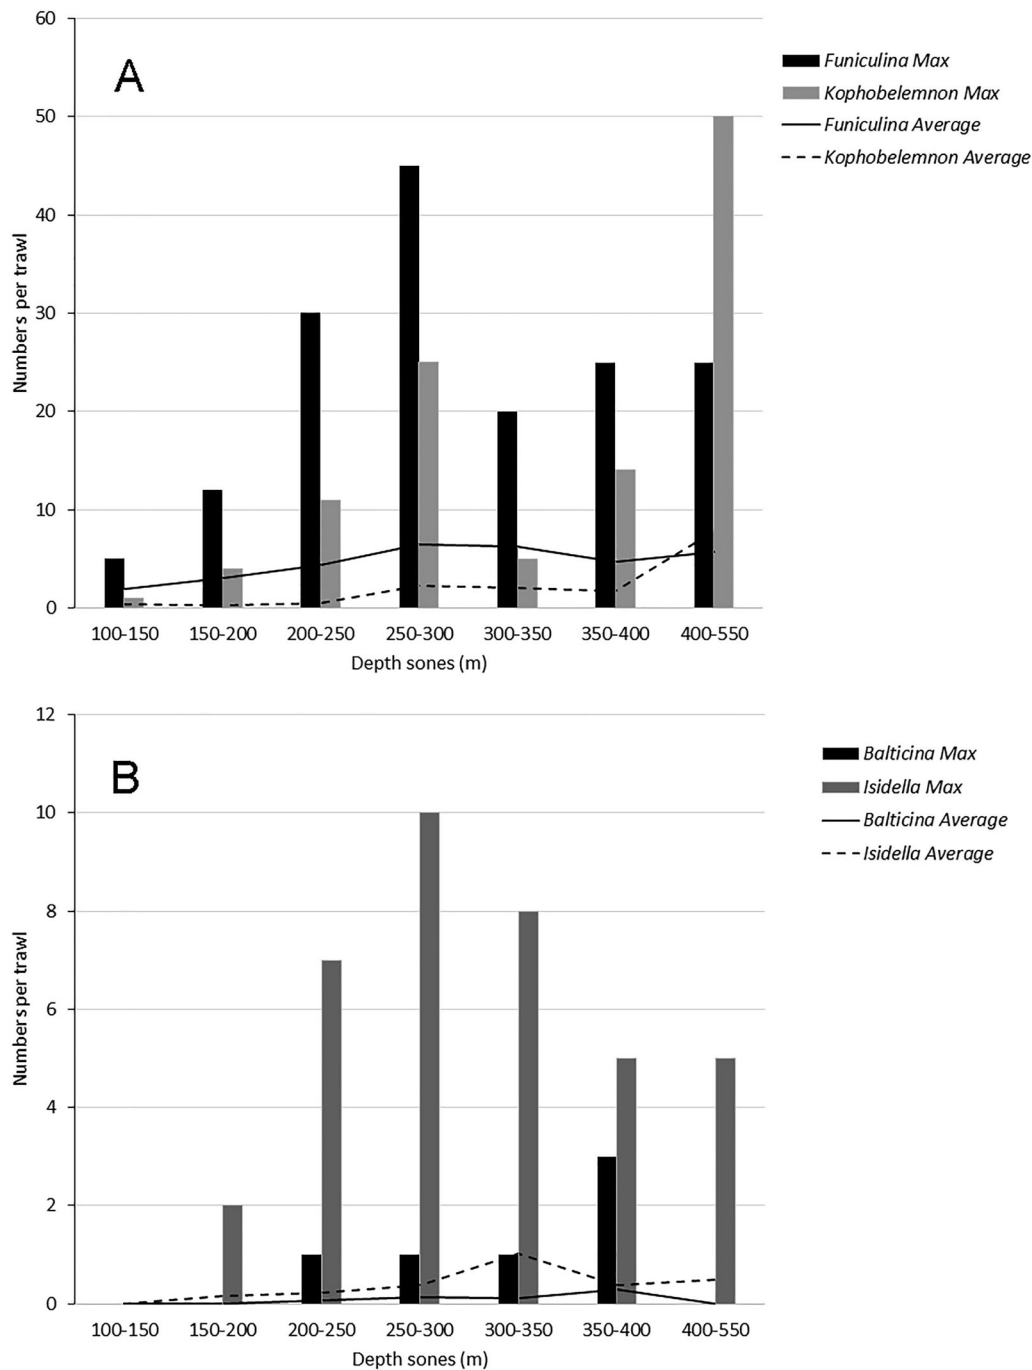 60
50
40
30
20
10
0
A
Numbers per trawl
Funiculina Max
Kophobelemnon Max
Funiculina Average
Kophobelemnon Average
100-150 150-200 200-250 250-300 300-350 350-400 400-550
Depth sones (m)
12
10
8
6
4
2
0
B
Numbers per trawl
Balticina Max
Isidella Max
Balticina Average
Isidella Average
100-150 150-200 200-250 250-300 300-350 350-400 400-550
Depth sones (m)